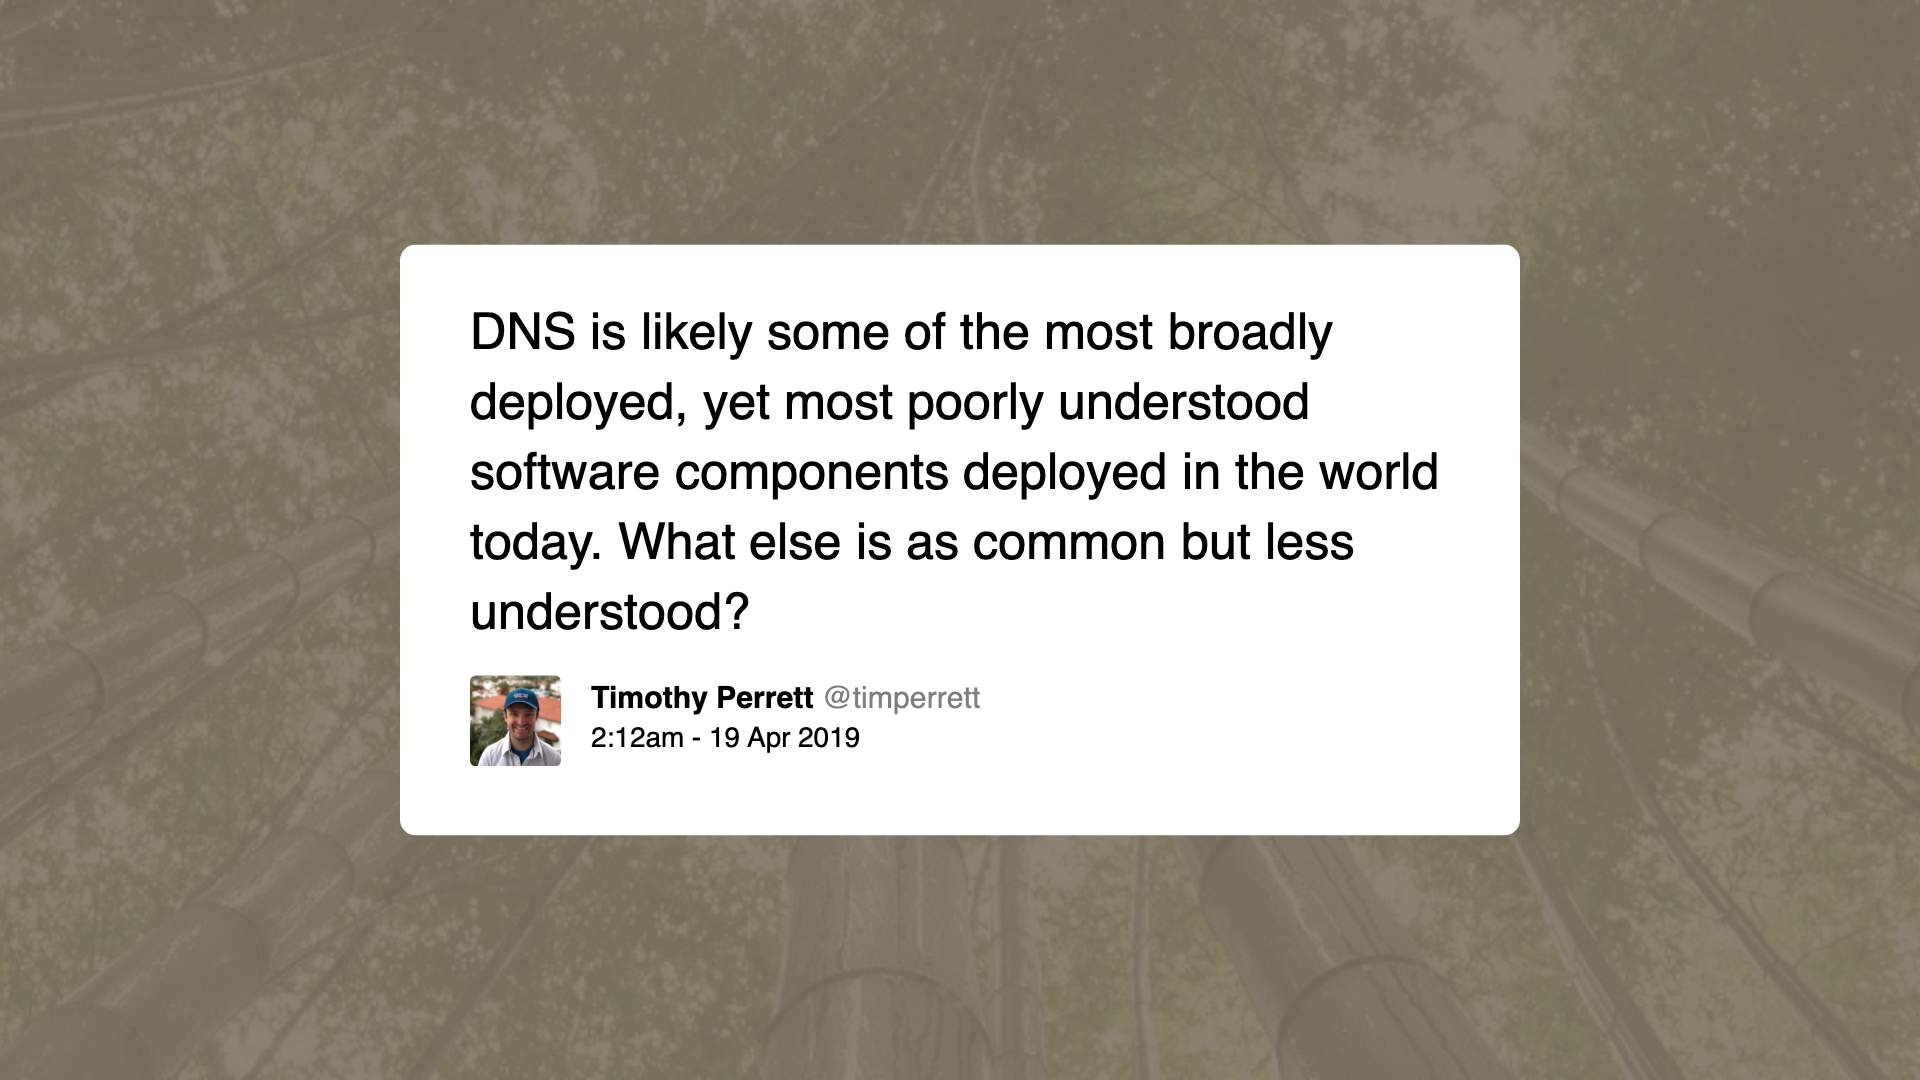 DNS is likely some of the most broadly
deployed, yet most poorly understood
software components deployed in the world
today. What else is as common but less
understood?
Timothy Perrett @timperrett
2:12am - 19 Apr 2019